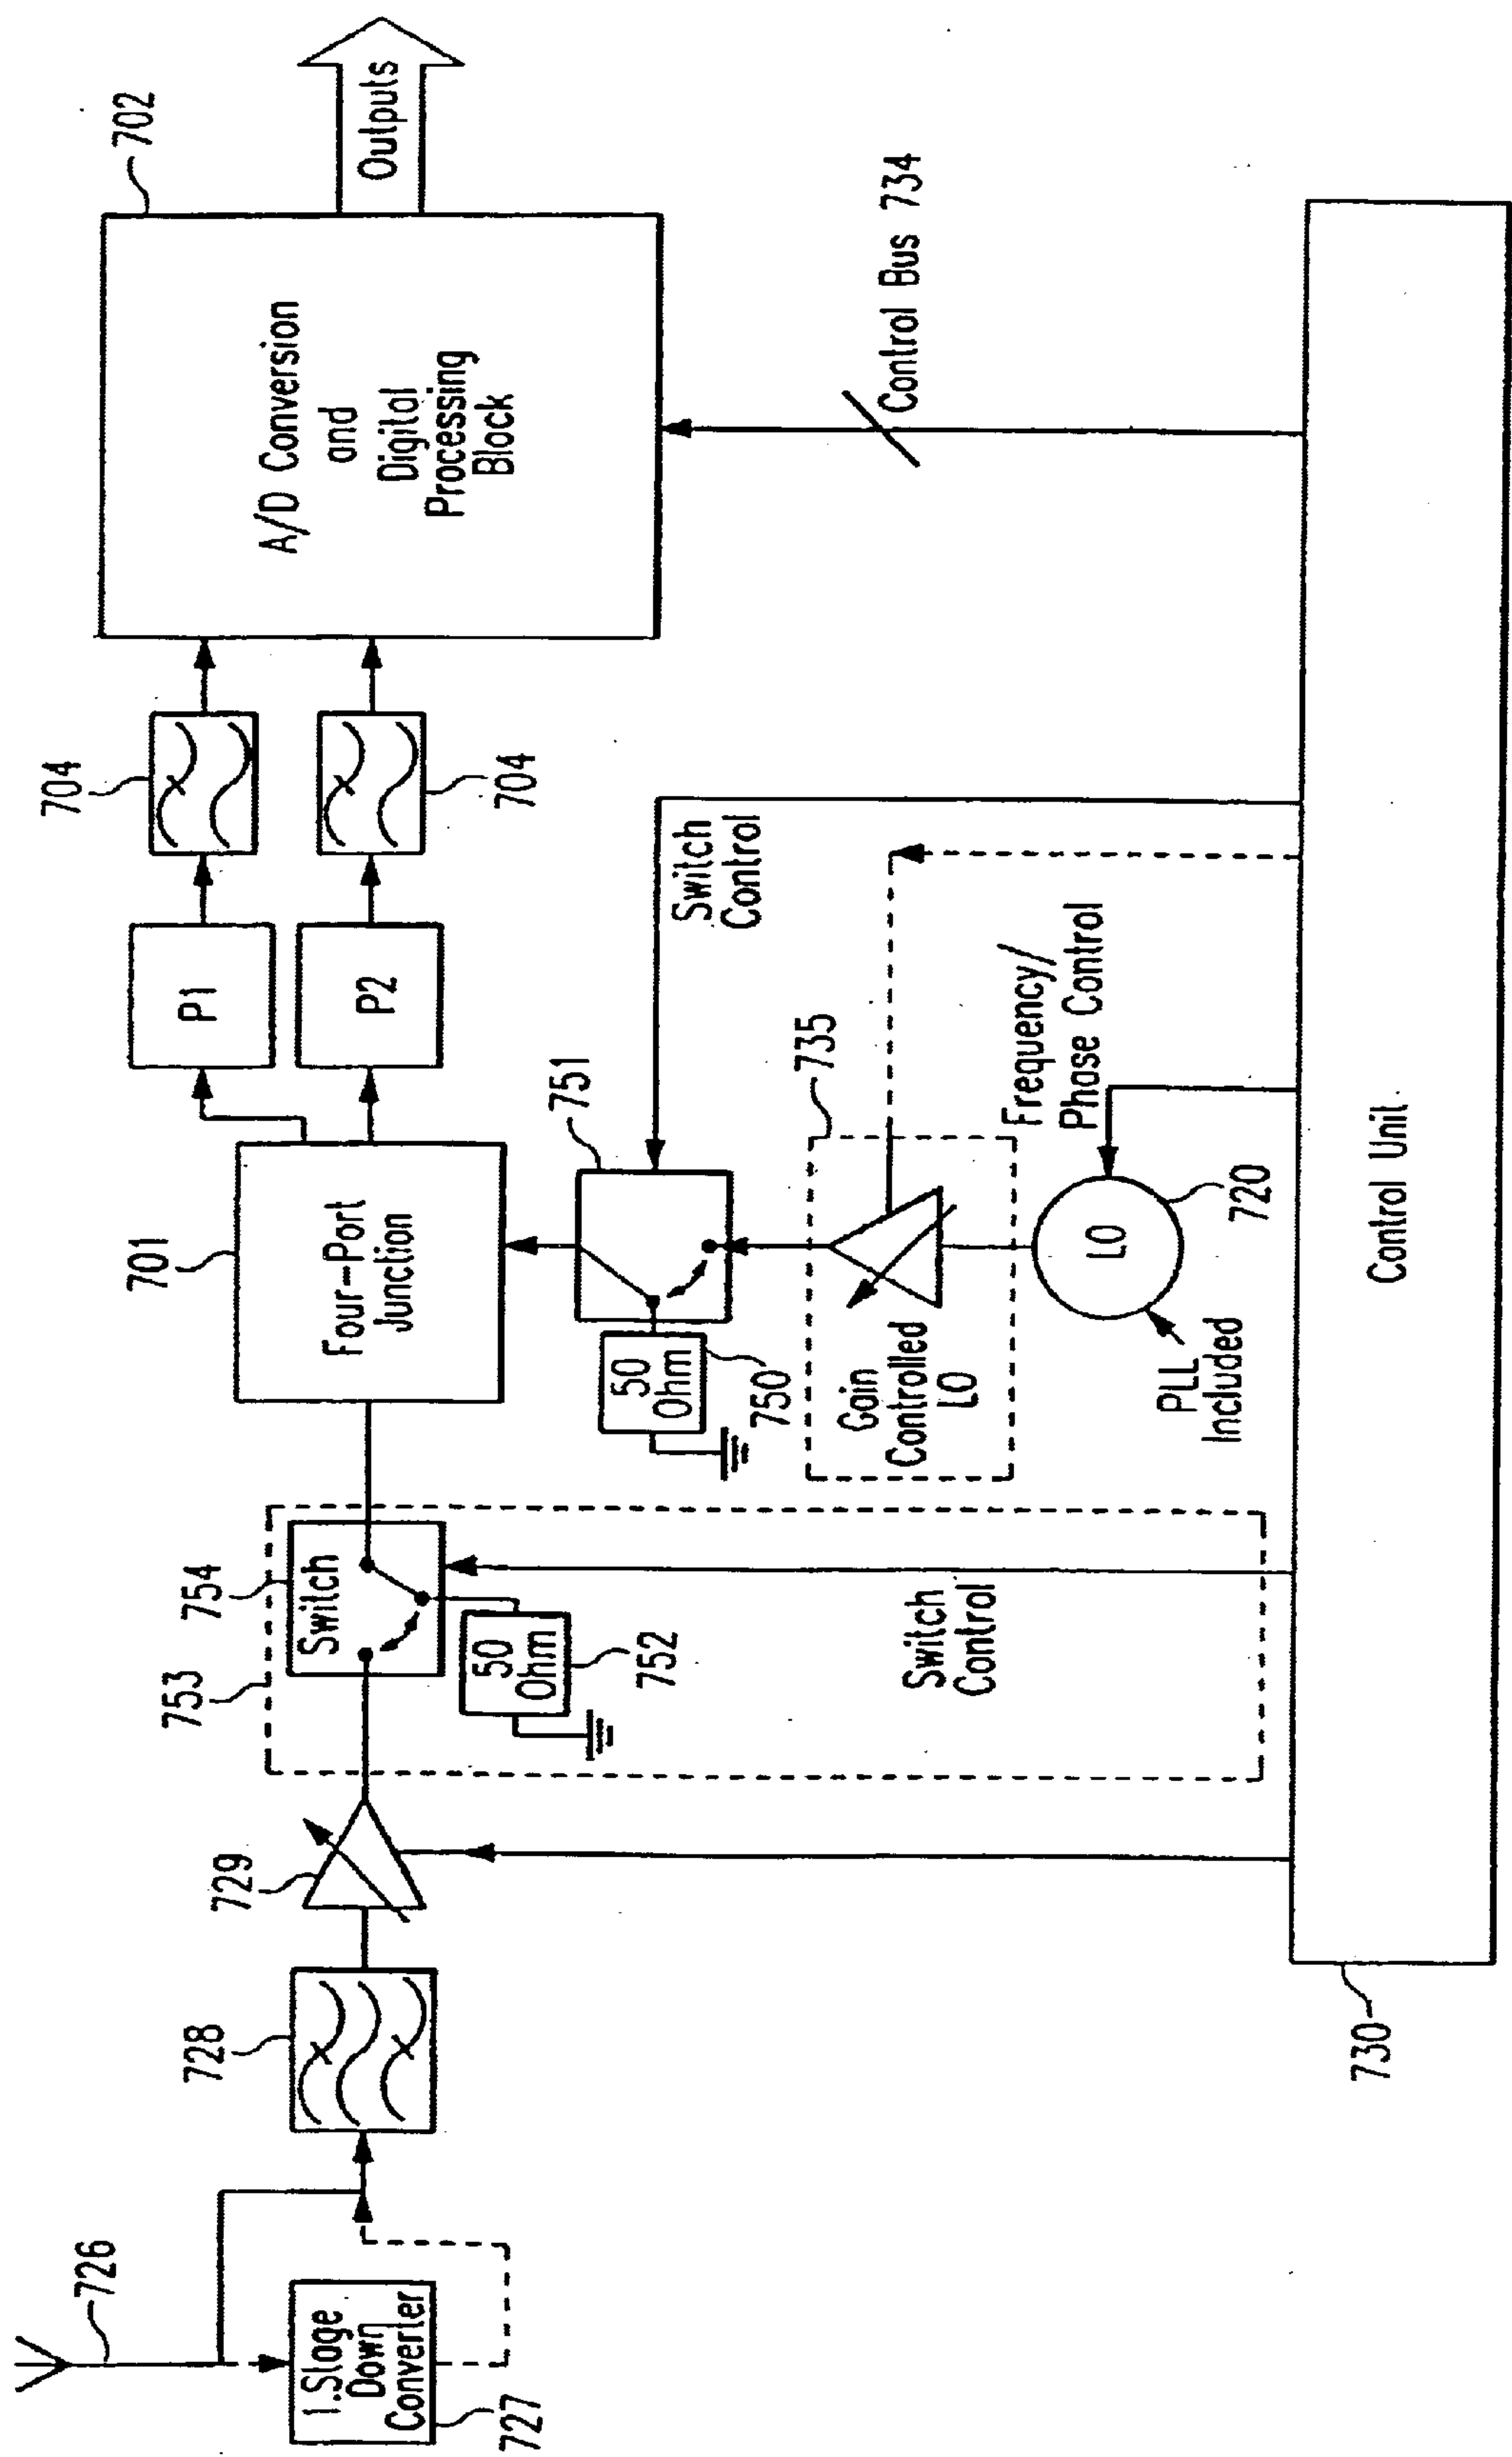 726
1.Stage
Down
Converter
727
728
729
753
754
Switch
50
Ohm
752
Switch
Control
701
Four-Port
Junction
P1
P2
704
704
A/D Conversion
and
Digital
Processing
Block
702
Outputs
751
50
Ohm
750
Switch
Control
735
Gain
Controlled
LO
Frequency/
Phase Control
LO
720
PLL
Included
Control Bus 734
Control Unit
730